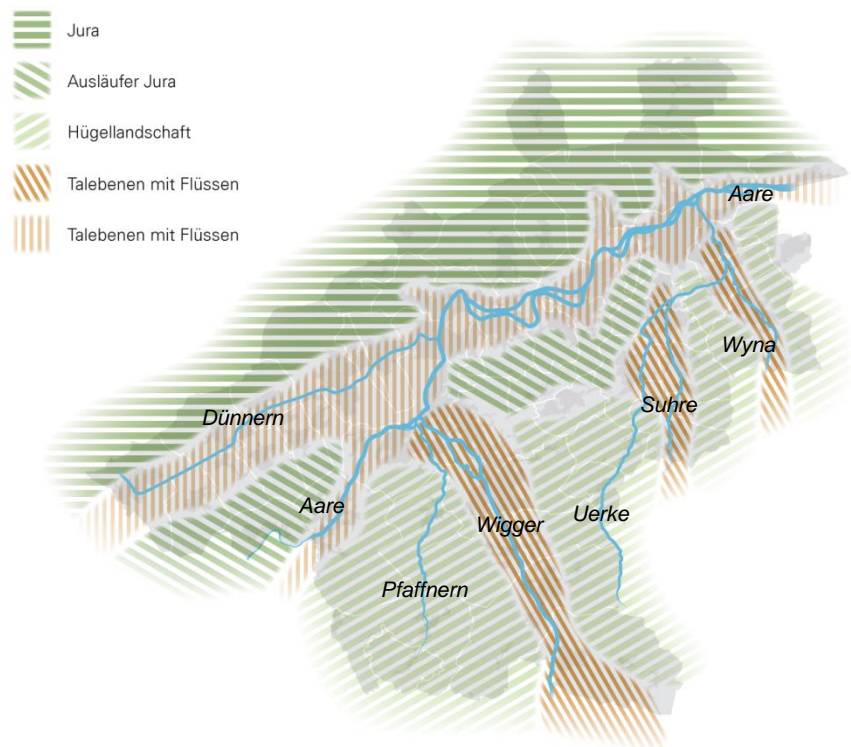 Jura
Ausläufer Jura
Hügellandschaft
Talebenen mit Flüssen
Talebenen mit Flüssen
Aare
Wyna
Suhre
Dünnern
Aare
Wigger
Uerke
Pfaffnern